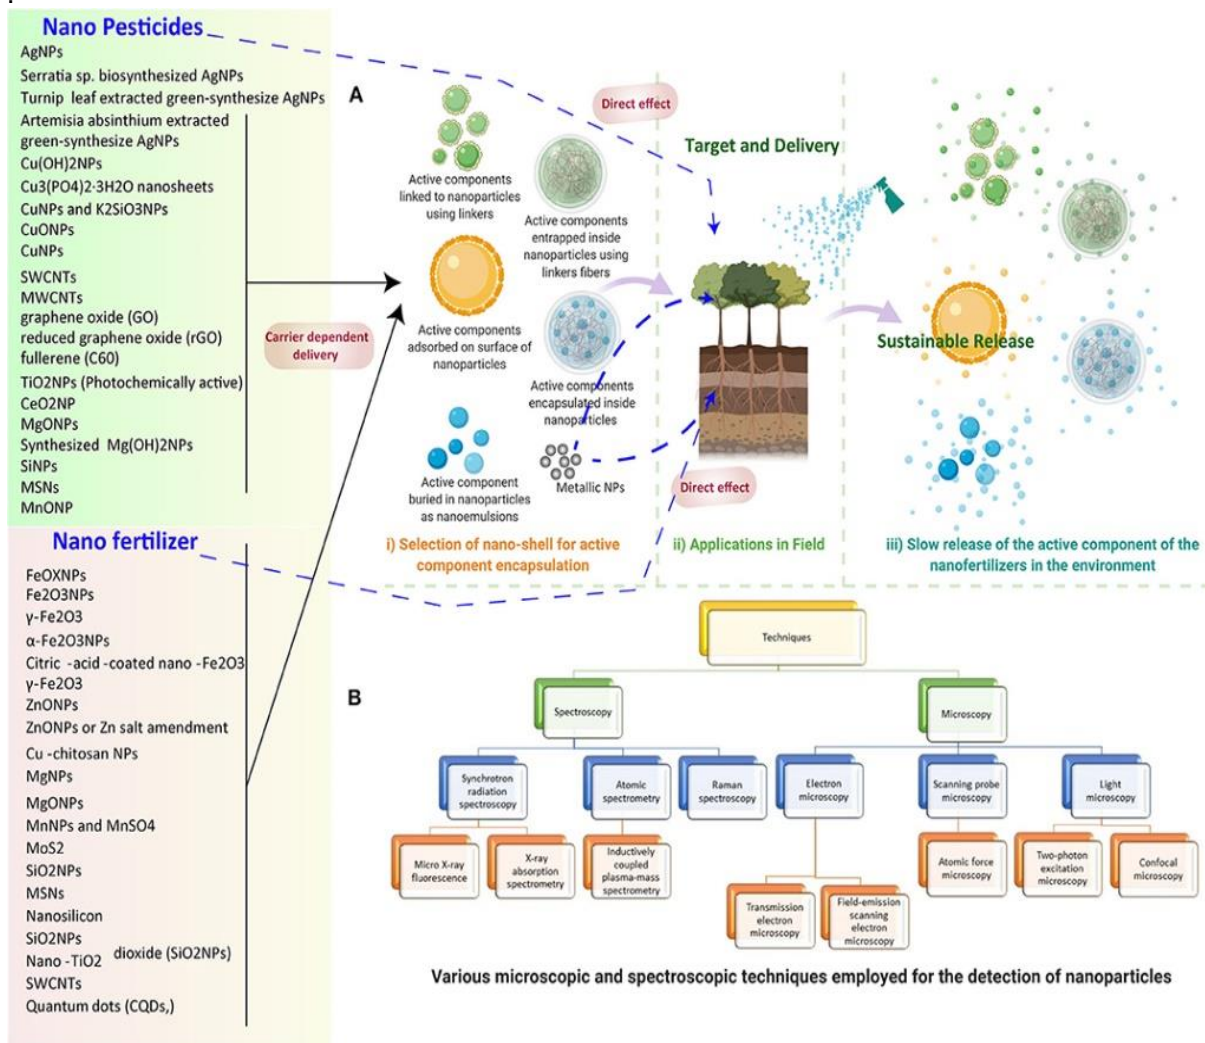 Nano Pesticides
AgNPs
Serratia sp. biosynthesized AgNPs
Turnip leaf extracted green-synthesize AgNPs
Artemisia absinthium extracted
green-synthesize AgNPs
Cu(OH)2NPs
Cu3(PO4)2·3H2O nanosheets
CuNPs and K2SiO3NPs
CuONPs
CuNPs
SWCNTs
MWCNTs
graphene oxide (GO)
reduced graphene oxide (rGO)
fullerene (C60)
TiO2NPs (Photochemically active)
CeO2NP
MgONPs
Synthesized Mg(OH)2NPs
SiNPs
MSNs
MnONP
Nano fertilizer
FeOXNPs
Fe2O3NPs
γ-Fe2O3
α-Fe2O3NPs
Citric -acid -coated nano -Fe2O3
γ-Fe2O3
ZnONPs
ZnONPs or Zn salt amendment
Cu -chitosan NPs
MgNPs
MgONPs
MnNPs and MnSO4
MoS2
SiO2NPs
MSNs
Nanosilicon
SiO2NPs
dioxide (SiO2NPs)
Nano -TiO2
SWCNTs
Quantum dots (CQDs,)
Carrier dependent
delivery
A
Active components
linked to nanoparticles
using linkers
Active components
entrapped inside
nanoparticles using
linkers fibers
Active components
adsorbed on surface of
nanoparticles
Active components
encapsulated inside
nanoparticles
Active component
buried in nanoparticles
as nanoemulsions
Metallic NPs
i) Selection of nano-shell for active
component encapsulation
Direct effect
Target and Delivery
Direct effect
ii) Applications in Field
Sustainable Release
iii) Slow release of the active component of the
nanofertilizers in the environment
B
Techniques
Spectroscopy
Microscopy
Synchrotron
radiation
spectroscopy
Atomic
spectrometry
Raman
spectroscopy
Electron
microscopy
Scanning probe
microscopy
Light
microscopy
Micro X-ray
fluorescence
X-ray
absorption
spectrometry
Inductively
coupled
plasma-mass
spectrometry
Atomic force
microscopy
Two-photon
excitation
microscopy
Confocal
microscopy
Transmission
electron
microscopy
Field-emission
scanning
electron
microscopy
Various microscopic and spectroscopic techniques employed for the detection of nanoparticles